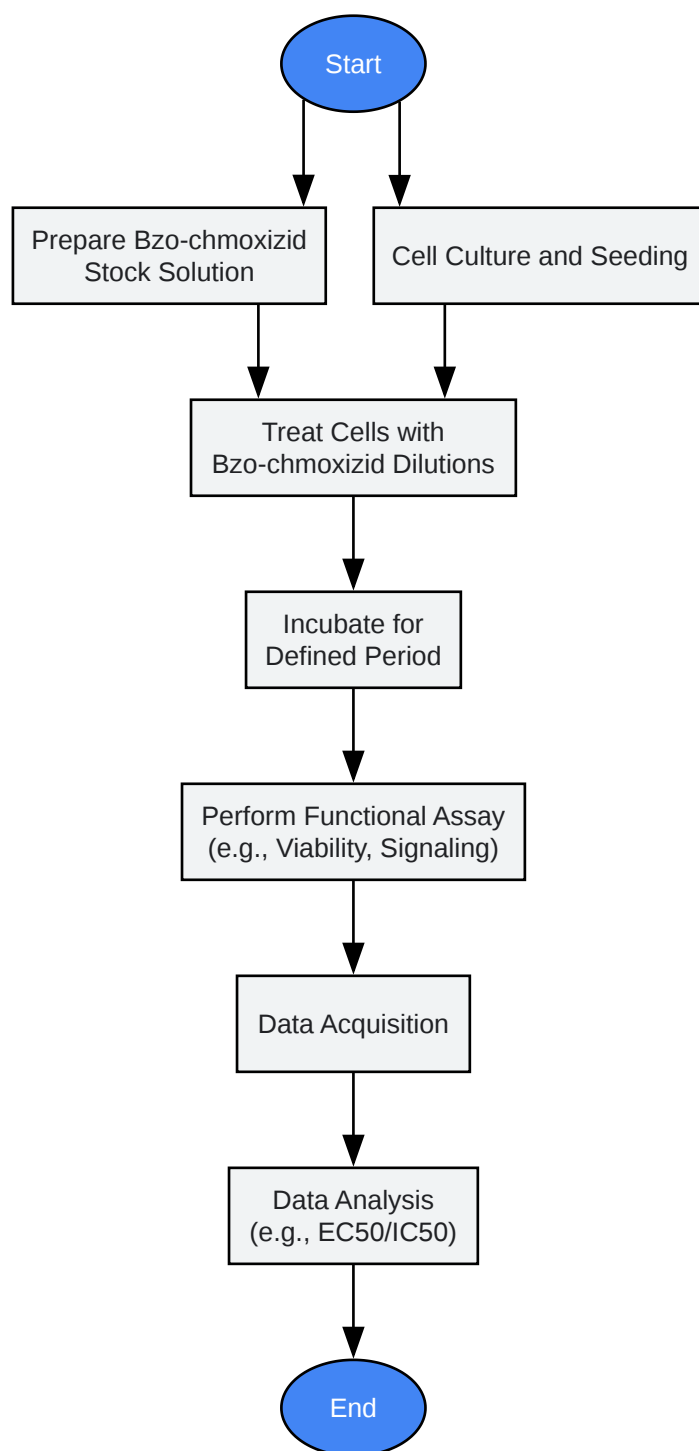 Start
Prepare Bzo-chmoxizid
Stock Solution
Cell Culture and Seeding
Treat Cells with
Bzo-chmoxizid Dilutions
Incubate for
Defined Period
Perform Functional Assay
(e.g., Viability, Signaling)
Data Acquisition
Data Analysis
(e.g., EC50/IC50)
End